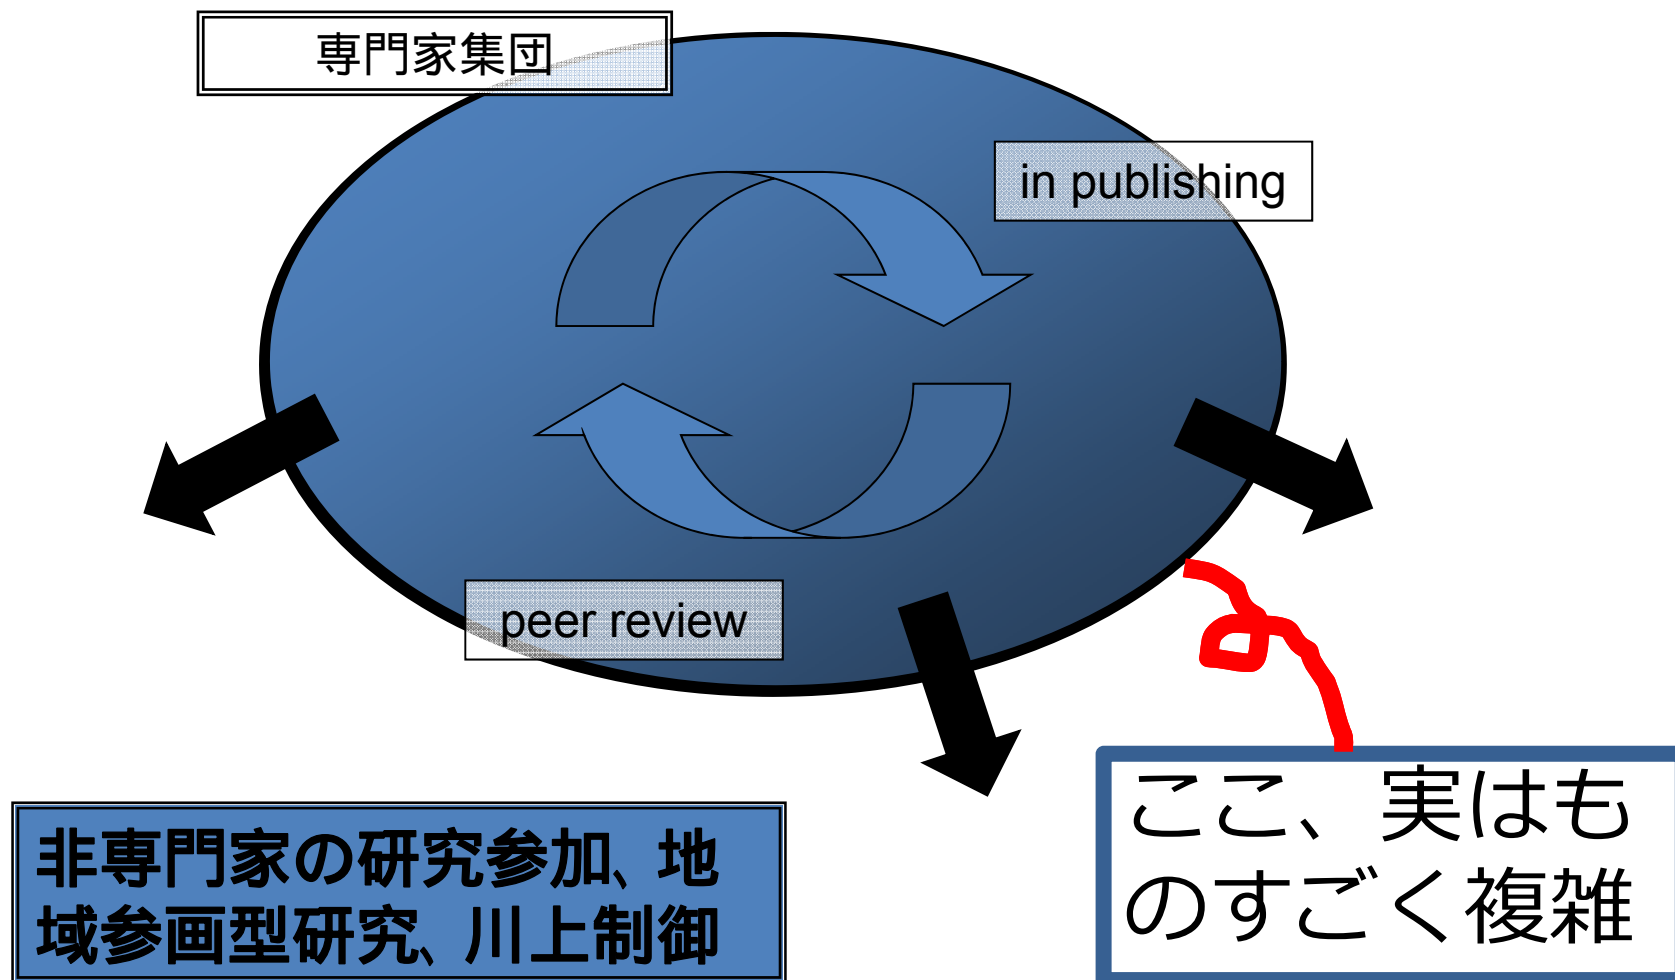 専門家集団
in publishing
peer review
非専門家の研究参加、地
域参画型研究、川上制御
ここ、実はも
のすごく複雑